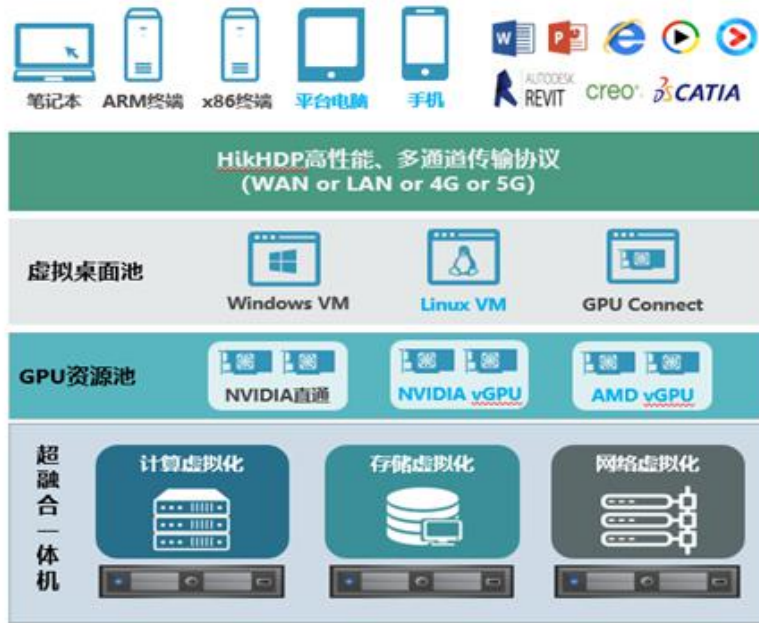 W
P
笔记本
ARM终端
x86终端
平台电脑
手机
AUTODESK
REVIT
creo
CATIA
HikHDP高性能、多通道传输协议
(WAN or LAN or 4G or 5G)
虚拟桌面池
Windows VM
Linux VM
GPU Connect
GPU资源池
NVIDIA直通
NVIDIA vGPU
AMD vGPU
超融合一体机
计算虚拟化
存储虚拟化
网络虚拟化